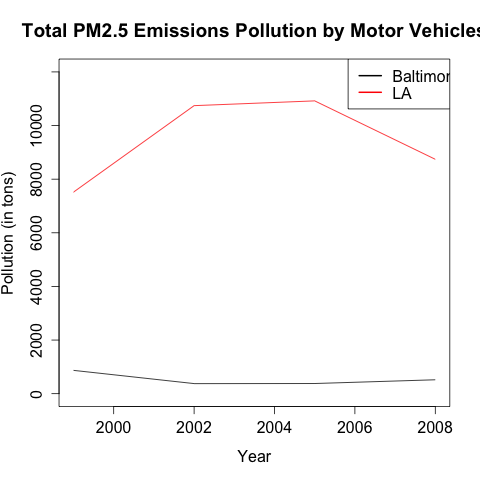 Total PM2.5 Emissions Pollution by Motor Vehicles
Baltimor
LA
Pollution (in tons)
10000
8000
6000
4000
2000
0
2000
2002
2004
2006
2008
Year